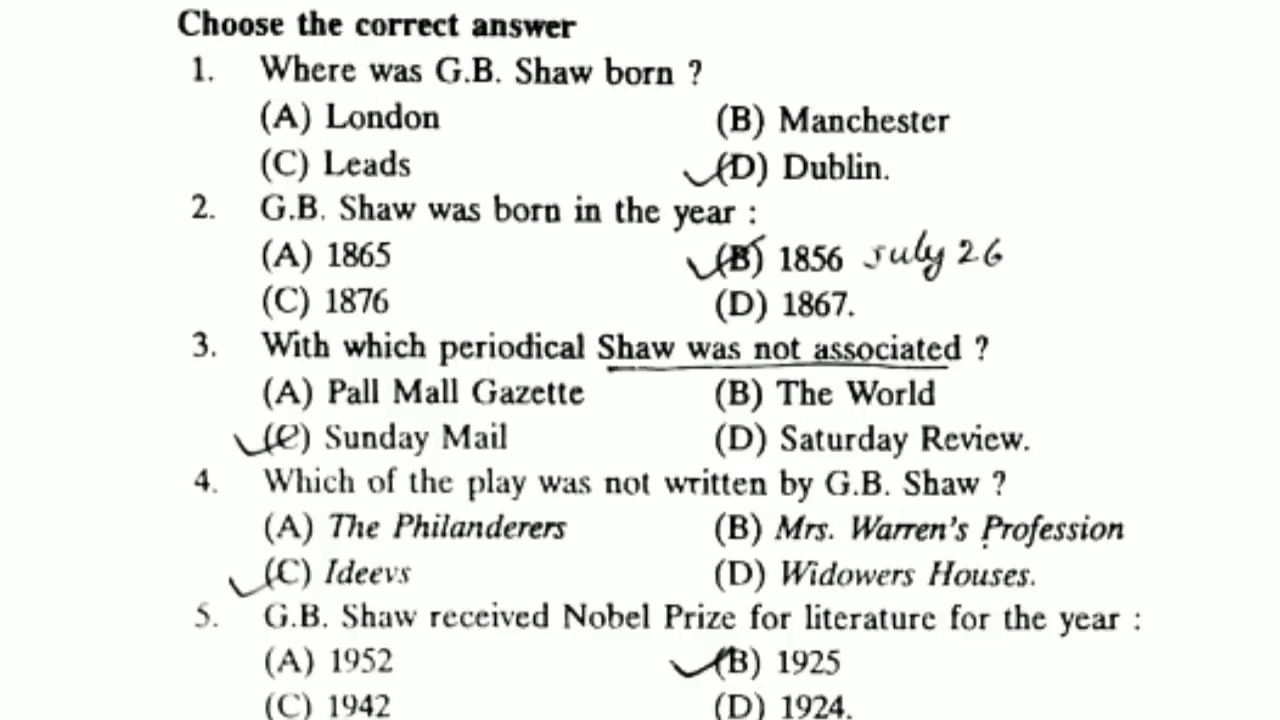 Choose the correct answer
1. Where was G.B. Shaw born ?
(A) London (B) Manchester
(C) Leads (D) Dublin.
2. G.B. Shaw was born in the year :
(A) 1865 (B) 1856 July 26
(C) 1876 (D) 1867.
3. With which periodical Shaw was not associated ?
(A) Pall Mall Gazette (B) The World
(C) Sunday Mail (D) Saturday Review.
4. Which of the play was not written by G.B. Shaw ?
(A) The Philanderers (B) Mrs. Warren's Profession
(C) Ideevs (D) Widowers Houses.
5. G.B. Shaw received Nobel Prize for literature for the year :
(A) 1952 (B) 1925
(C) 1942 (D) 1924.